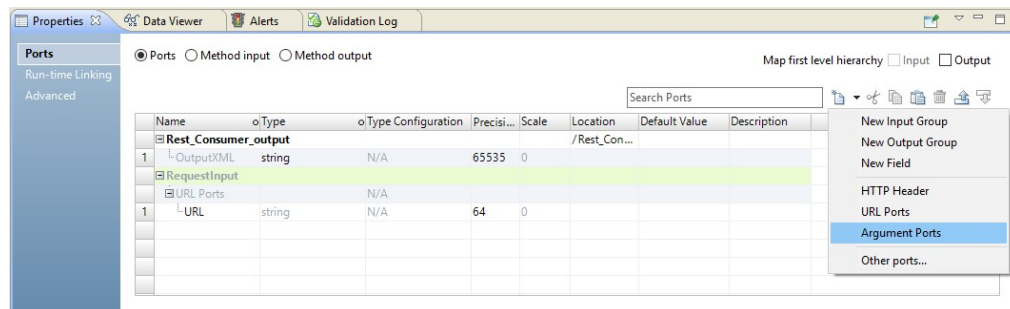 Properties Data Viewer Alerts Validation Log
Ports
Run-time Linking
Advanced
Ports Method input Method output
Map first level hierarchy Input Output
Search Ports
Name Type Type Configuration Precisi... Scale Location Default Value Description
Rest_Consumer_output /Rest_Con...
1 OutputXML string N/A 65535 0
RequestInput
URL Ports N/A
1 URL string N/A 64 0
New Input Group
New Output Group
New Field
HTTP Header
URL Ports
Argument Ports
Other ports...